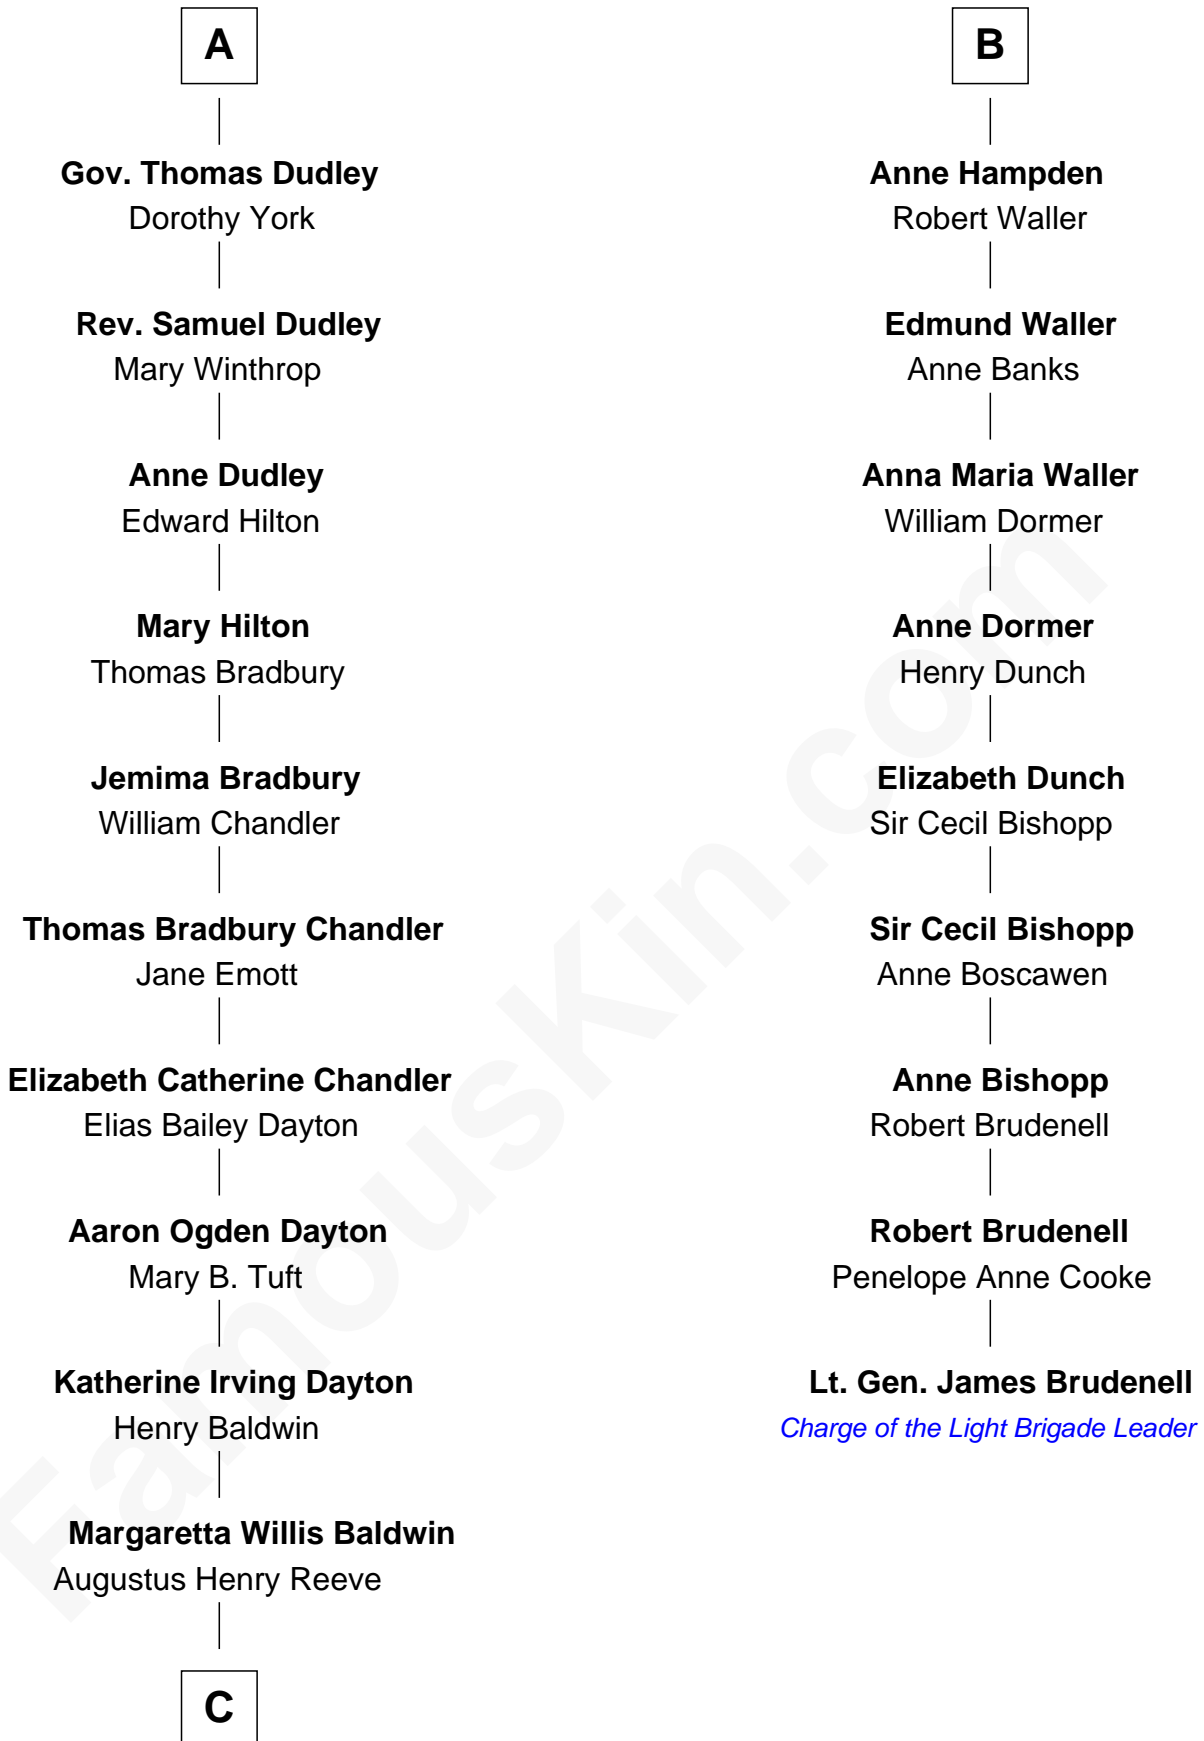 A
Gov. Thomas Dudley
Dorothy York
Rev. Samuel Dudley
Mary Winthrop
Anne Dudley
Edward Hilton
Mary Hilton
Thomas Bradbury
Jemima Bradbury
William Chandler
Thomas Bradbury Chandler
Jane Emott
Elizabeth Catherine Chandler
Elias Bailey Dayton
Aaron Ogden Dayton
Mary B. Tuft
Katherine Irving Dayton
Henry Baldwin
Margaretta Willis Baldwin
Augustus Henry Reeve
C
B
Anne Hampden
Robert Waller
Edmund Waller
Anne Banks
Anna Maria Waller
William Dormer
Anne Dormer
Henry Dunch
Elizabeth Dunch
Sir Cecil Bishopp
Sir Cecil Bishopp
Anne Boscawen
Anne Bishopp
Robert Brudenell
Robert Brudenell
Penelope Anne Cooke
Lt. Gen. James Brudenell
Charge of the Light Brigade Leader
FamousKin.com